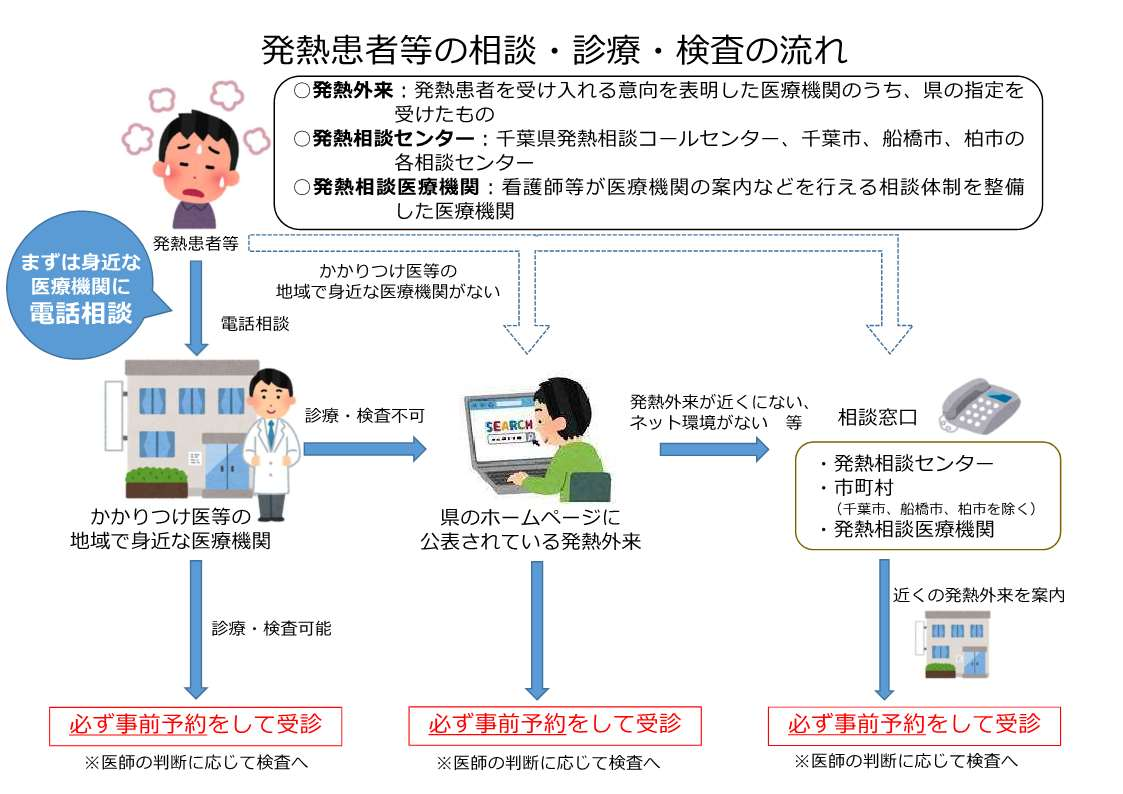 発熱患者等の相談・診療・検査の流れ
○発熱外来：発熱患者を受け入れる意向を表明した医療機関のうち、県の指定を
受けたもの
○発熱相談センター：千葉県発熱相談コールセンター、千葉市、船橋市、柏市の
各相談センター
○発熱相談医療機関：看護師等が医療機関の案内などを行える相談体制を整備
した医療機関
発熱患者等
まずは身近な
医療機関に
電話相談
かかりつけ医等の
地域で身近な医療機関がない
電話相談
診療・検査不可
SEARCH
発熱外来が近くにない、
ネット環境がない　等
相談窓口
・発熱相談センター
・市町村
（千葉市、船橋市、柏市を除く）
・発熱相談医療機関
かかりつけ医等の
地域で身近な医療機関
県のホームページに
公表されている発熱外来
診療・検査可能
近くの発熱外来を案内
必ず事前予約をして受診
※医師の判断に応じて検査へ
必ず事前予約をして受診
※医師の判断に応じて検査へ
必ず事前予約をして受診
※医師の判断に応じて検査へ